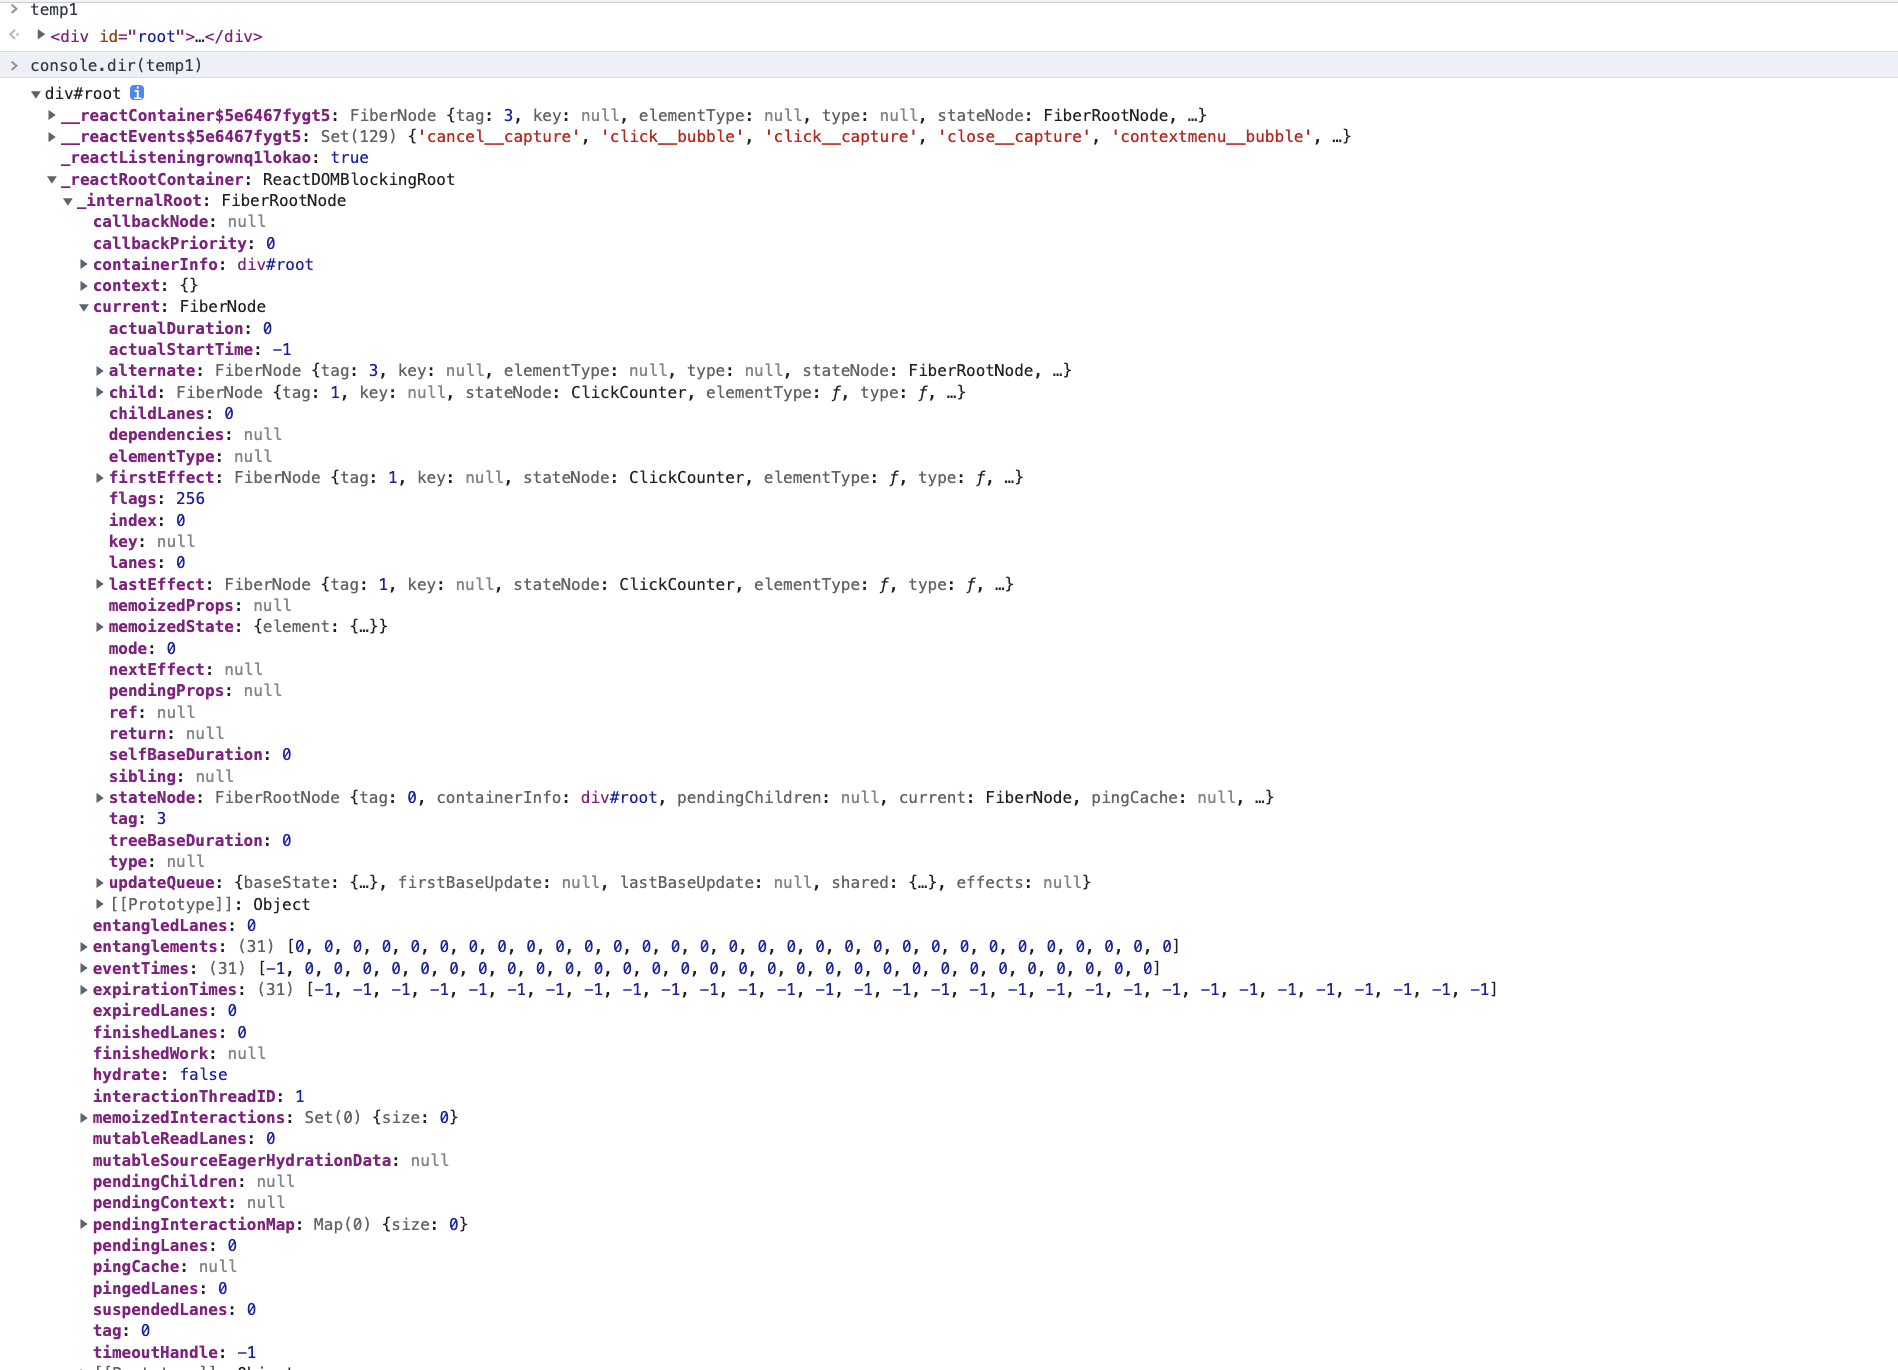 > temp1
<div id="root">…</div>
> console.dir(temp1)
▼div#root i
▶__reactContainer$5e6467fygt5: FiberNode {tag: 3, key: null, elementType: null, type: null, stateNode: FiberRootNode, …}
▶__reactEvents$5e6467fygt5: Set(129) {'cancel__capture', 'click__bubble', 'click__capture', 'close__capture', 'contextmenu__bubble', …}
_reactListeningrownq1lokao: true
▼_reactRootContainer: ReactDOMBlockingRoot
▼_internalRoot: FiberRootNode
callbackNode: null
callbackPriority: 0
▶containerInfo: div#root
▶context: {}
▼current: FiberNode
actualDuration: 0
actualStartTime: -1
▶alternate: FiberNode {tag: 3, key: null, elementType: null, type: null, stateNode: FiberRootNode, …}
▶child: FiberNode {tag: 1, key: null, stateNode: ClickCounter, elementType: ƒ, type: ƒ, …}
childLanes: 0
dependencies: null
elementType: null
▶firstEffect: FiberNode {tag: 1, key: null, stateNode: ClickCounter, elementType: ƒ, type: ƒ, …}
flags: 256
index: 0
key: null
lanes: 0
▶lastEffect: FiberNode {tag: 1, key: null, stateNode: ClickCounter, elementType: ƒ, type: ƒ, …}
memoizedProps: null
▶memoizedState: {element: {…}}
mode: 0
nextEffect: null
pendingProps: null
ref: null
return: null
selfBaseDuration: 0
sibling: null
▶stateNode: FiberRootNode {tag: 0, containerInfo: div#root, pendingChildren: null, current: FiberNode, pingCache: null, …}
tag: 3
treeBaseDuration: 0
type: null
▶updateQueue: {baseState: {…}, firstBaseUpdate: null, lastBaseUpdate: null, shared: {…}, effects: null}
▶[[Prototype]]: Object
entangledLanes: 0
▶entanglements: (31) [0, 0, 0, 0, 0, 0, 0, 0, 0, 0, 0, 0, 0, 0, 0, 0, 0, 0, 0, 0, 0, 0, 0, 0, 0, 0, 0, 0, 0, 0, 0]
▶eventTimes: (31) [-1, 0, 0, 0, 0, 0, 0, 0, 0, 0, 0, 0, 0, 0, 0, 0, 0, 0, 0, 0, 0, 0, 0, 0, 0, 0, 0, 0, 0, 0, 0]
▶expirationTimes: (31) [-1, -1, -1, -1, -1, -1, -1, -1, -1, -1, -1, -1, -1, -1, -1, -1, -1, -1, -1, -1, -1, -1, -1, -1, -1, -1, -1, -1, -1, -1, -1]
expiredLanes: 0
finishedLanes: 0
finishedWork: null
hydrate: false
interactionThreadID: 1
▶memoizedInteractions: Set(0) {size: 0}
mutableReadLanes: 0
mutableSourceEagerHydrationData: null
pendingChildren: null
pendingContext: null
▶pendingInteractionMap: Map(0) {size: 0}
pendingLanes: 0
pingCache: null
pingedLanes: 0
suspendedLanes: 0
tag: 0
timeoutHandle: -1